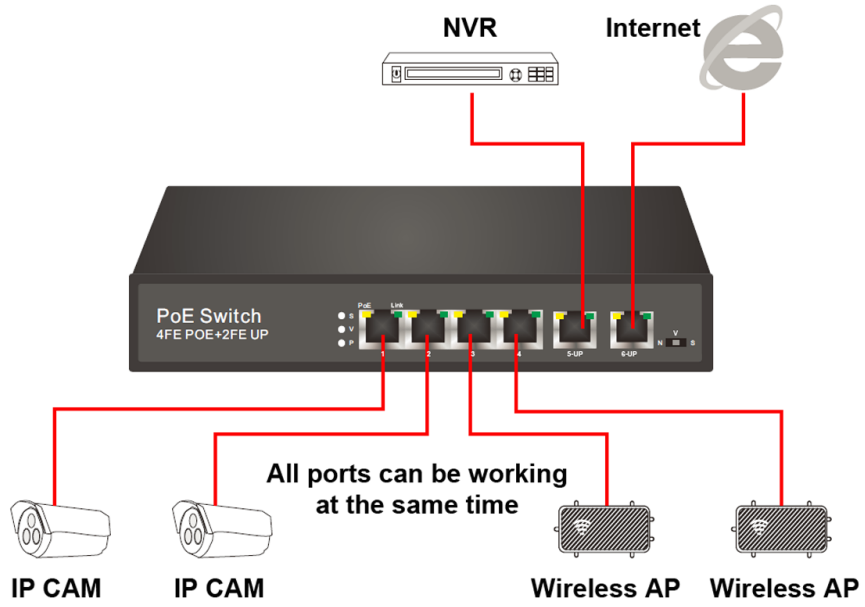 NVR
Internet
PoE Switch
4FE POE+2FE UP
S
V
P
PoE Link
1 2 3 4 5-UP 6-UP
V
N S
All ports can be working
at the same time
IP CAM IP CAM Wireless AP Wireless AP